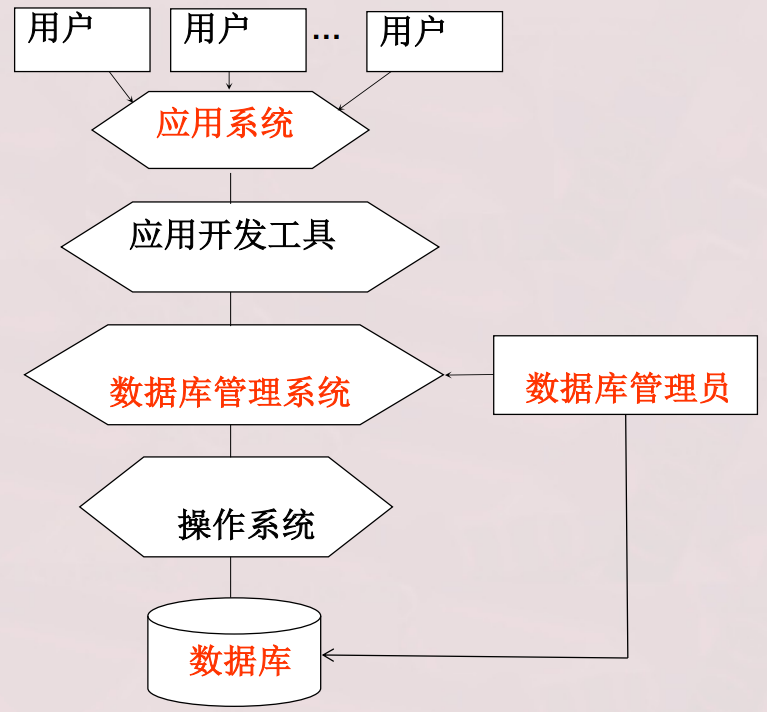 用户
用户
…
用户
应用系统
应用开发工具
数据库管理系统
数据库管理员
操作系统
数据库